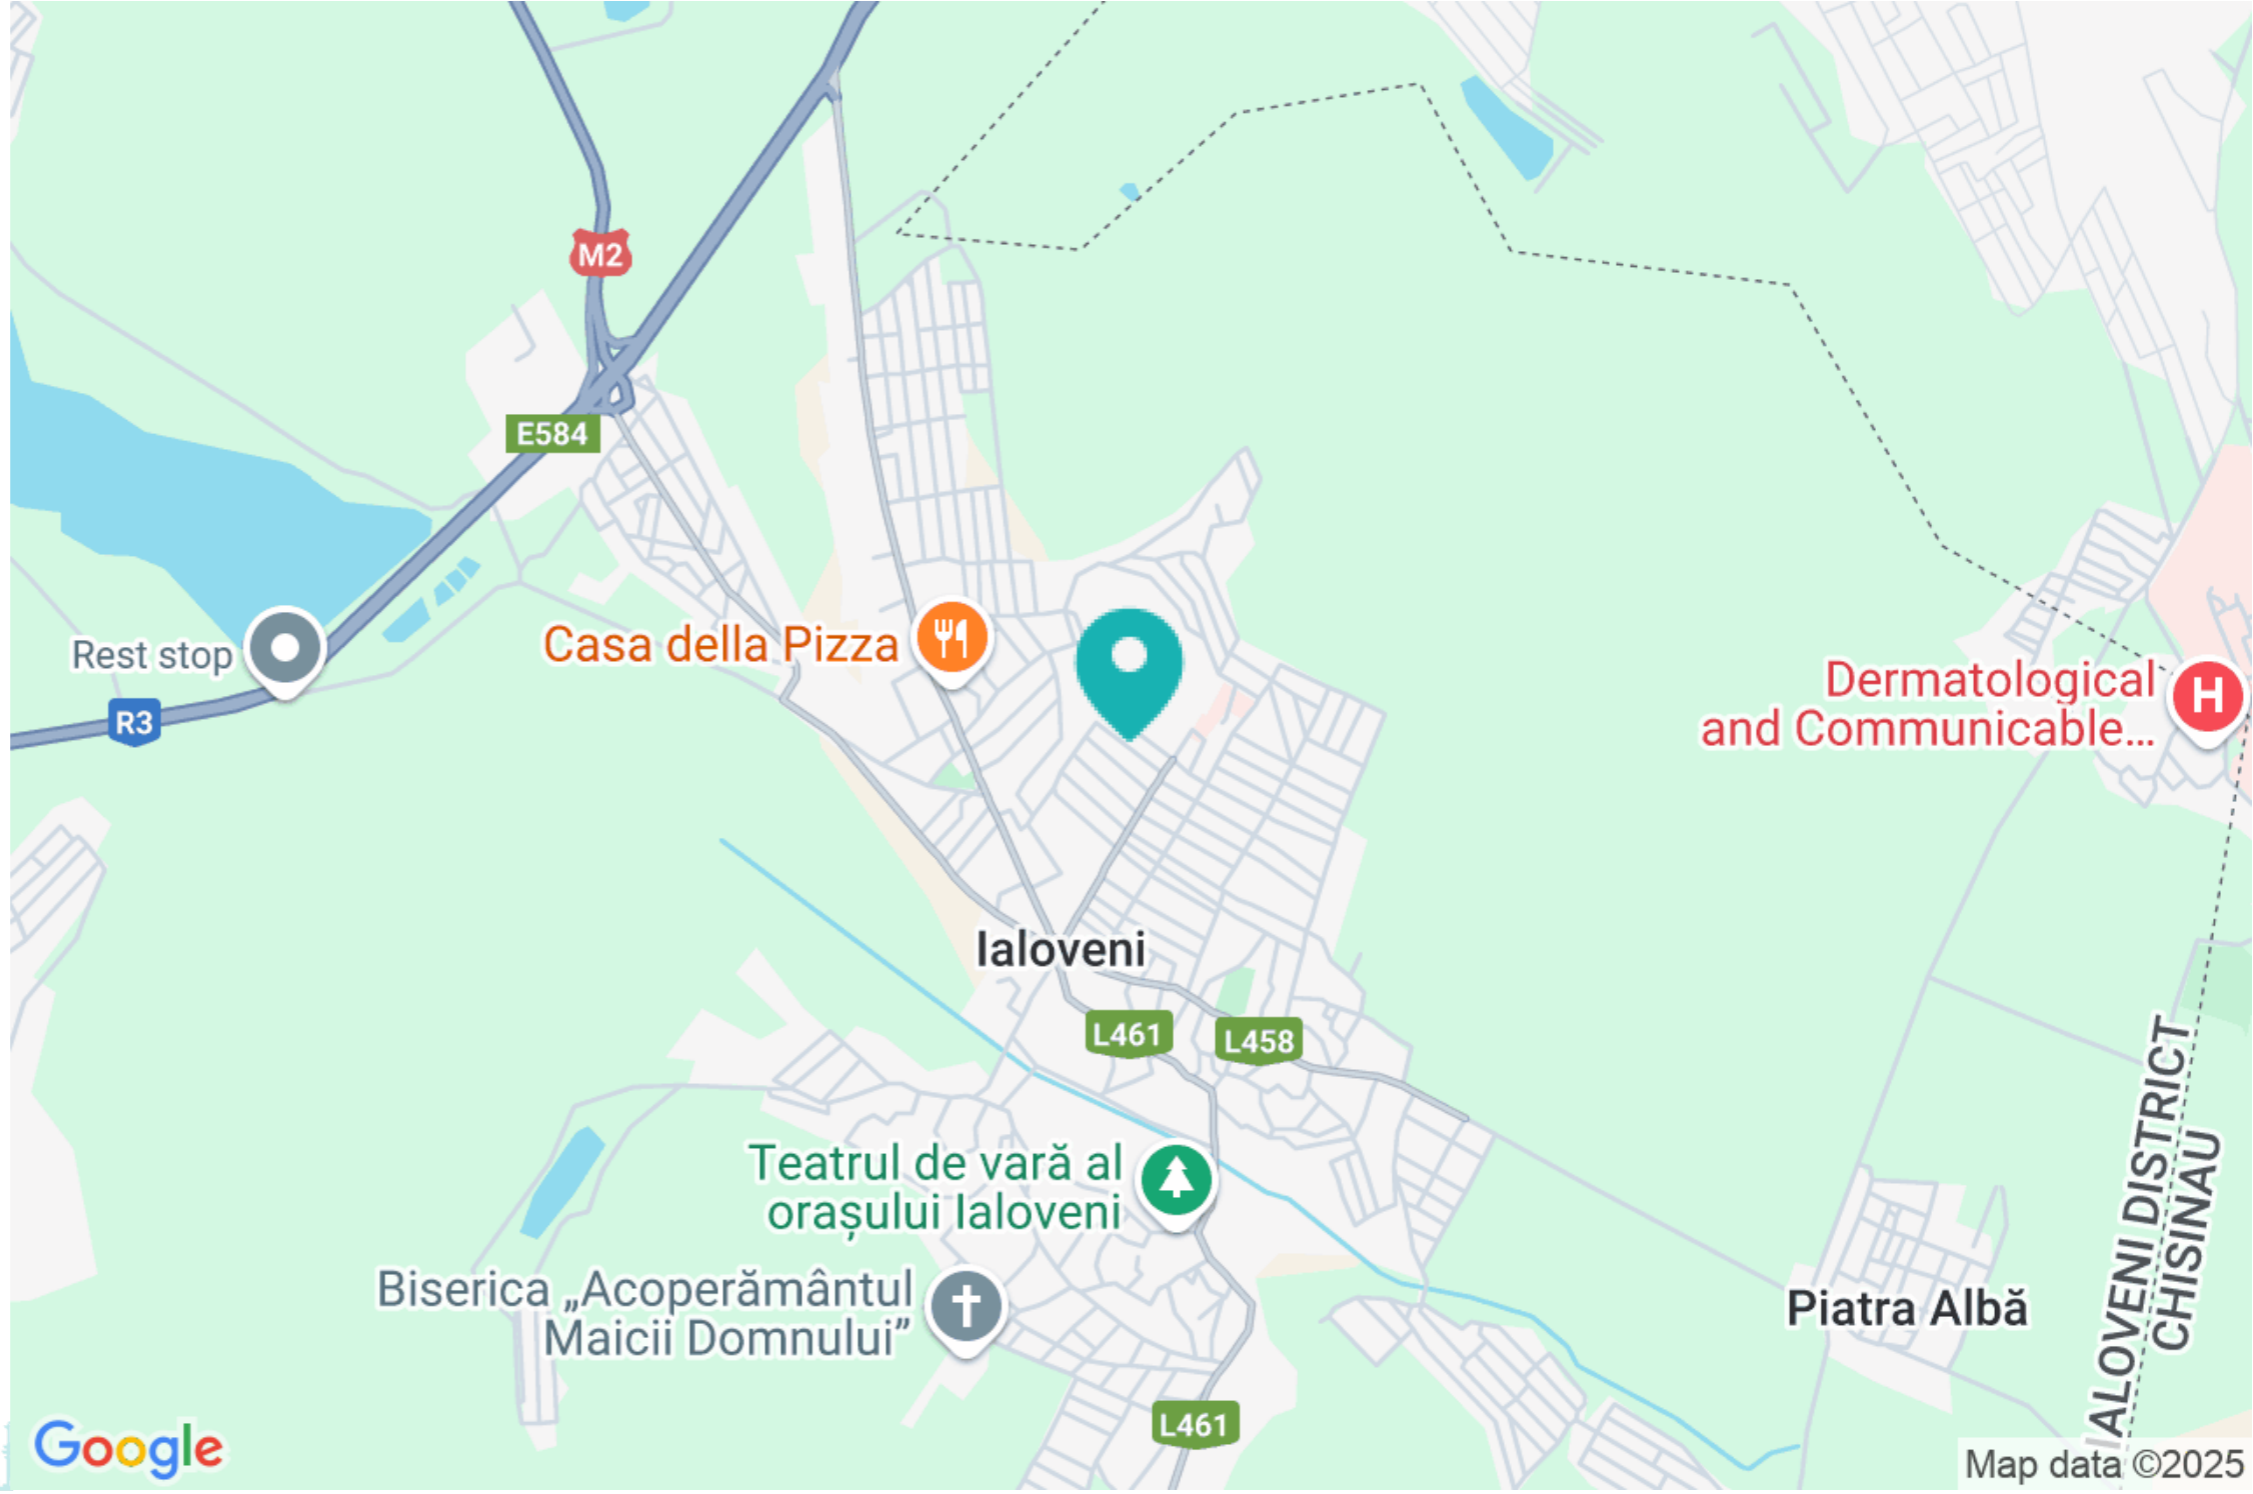 M2
E584
Rest stop
R3
Casa della Pizza
Dermatological
and Communicable...
H
Ialoveni
L461
L458
Teatrul de vară al
orașului Ialoveni
Biserica „Acoperământul
Maicii Domnului”
Piatra Albă
IALOVENI DISTRICT
CHISINAU
L461
Google
Map data ©2025